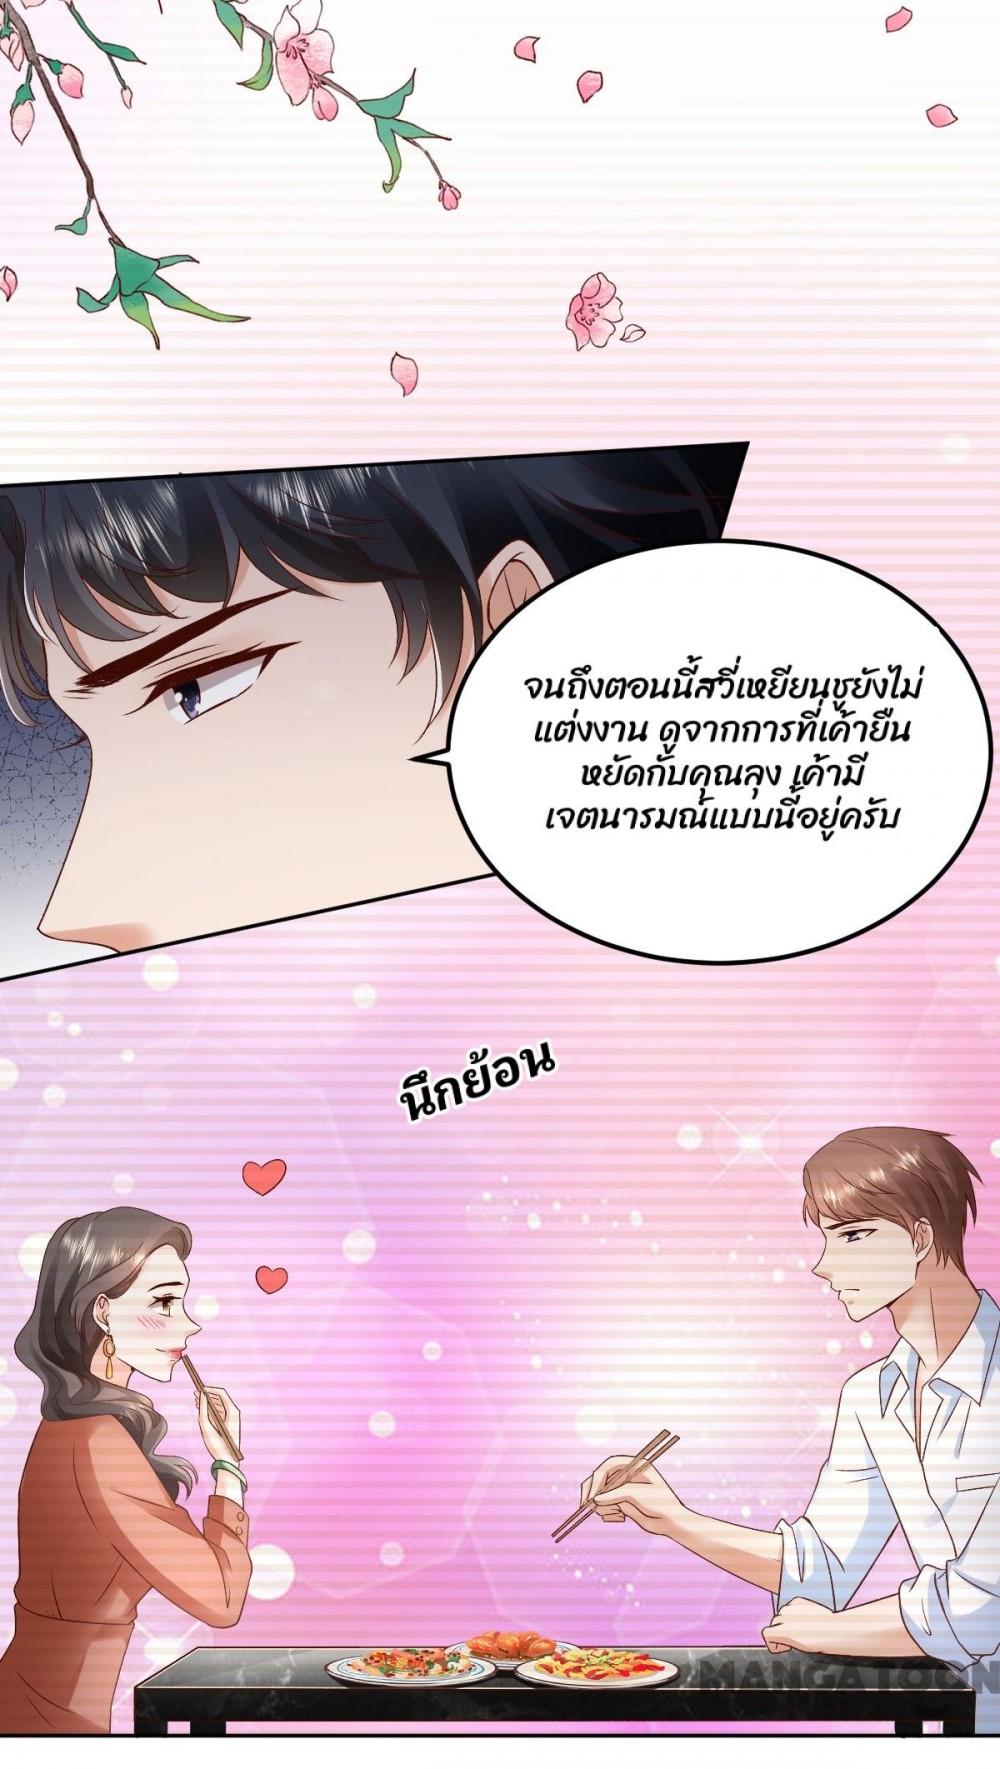 จนถึงตอนนี้สวี่เหยียนชูยังไม่
แต่งงาน ดูจากการที่เค้ายืน
หยัดกับคุณลุง เค้ามี
เจตนารมณ์แบบนี้อยู่ครับ
นึกย้อน
MANGATOON